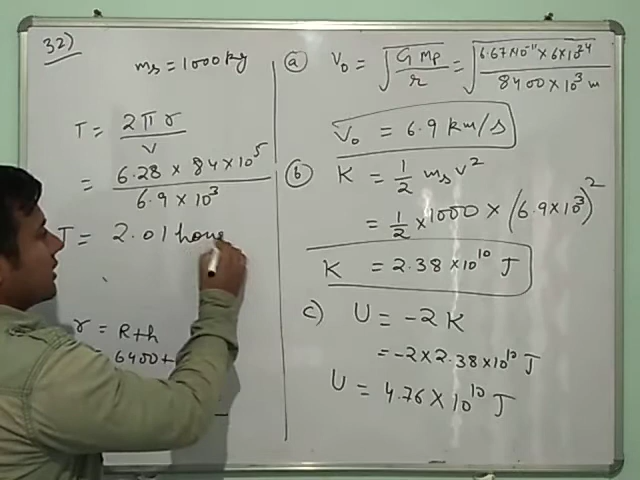 32)
ms = 1000 kg
T = 2πr / v
= 6.28 × 84 × 10^5 / 6.9 × 10^3
T = 2.01 hour
r = R+h
6400+
(a) V0 = √(G Mp / r) = √(6.67×10^-11 × 6×10^24 / 8400 × 10^3 m)
V0 = 6.9 km/s
(b) K = 1/2 ms v^2
= 1/2 × 1000 × (6.9×10^3)^2
K = 2.38 × 10^10 J
c) U = -2K
= -2 × 2.38 × 10^10 J
U = 4.76 × 10^10 J